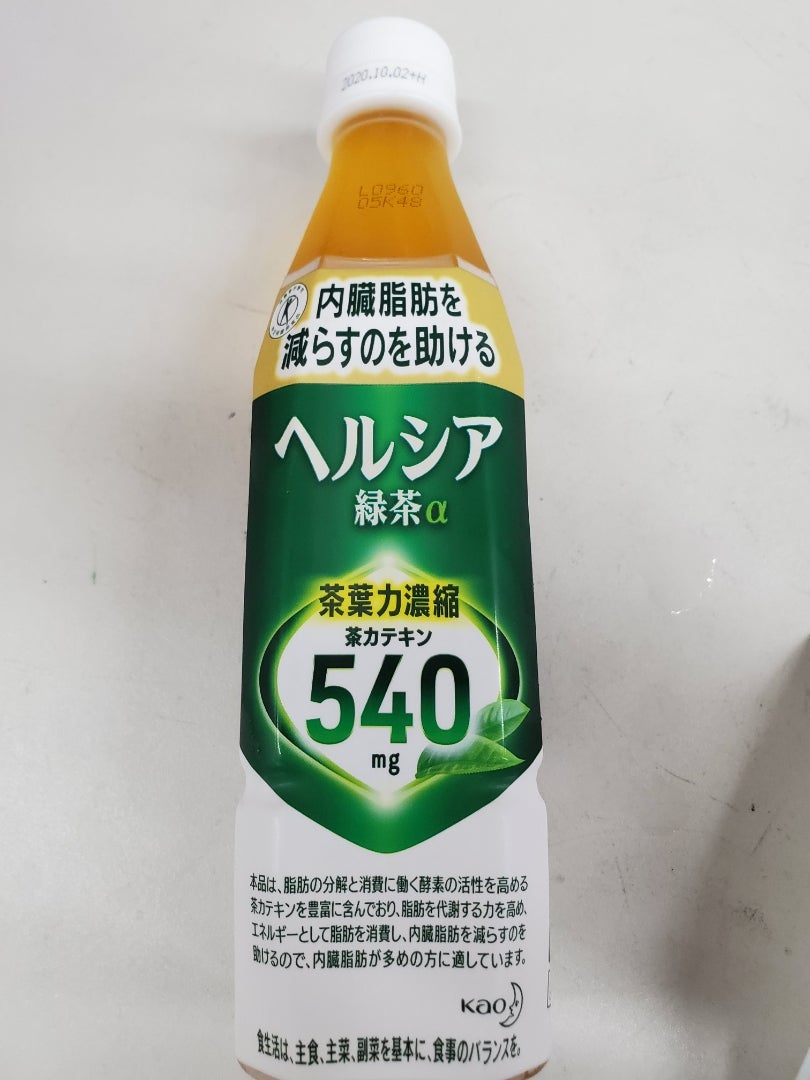 2020.10.02+H
L0960
05K48
内臓脂肪を
減らすのを助ける
ヘルシア
緑茶α
茶葉力濃縮
茶カテキン
540
mg
本品は、脂肪の分解と消費に働く酵素の活性を高める
茶カテキンを豊富に含んでおり、脂肪を代謝する力を高め、
エネルギーとして脂肪を消費し、内臓脂肪を減らすのを
助けるので、内臓脂肪が多めの方に適しています。
Kao
食生活は、主食、主菜、副菜を基本に、食事のバランスを。